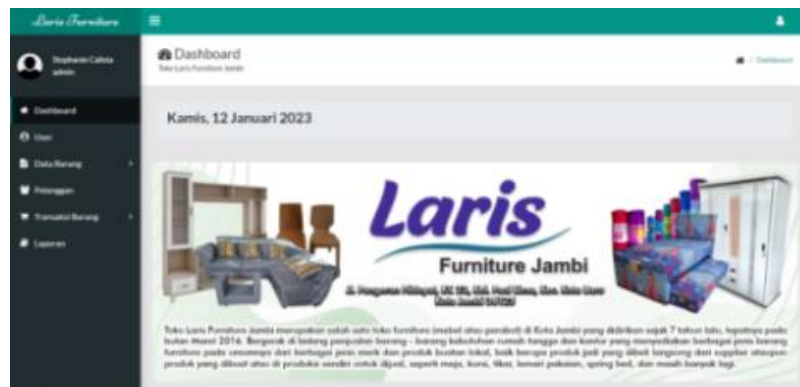 Laris Furniture
Stephanie Calista
admin
Dashboard
Toko Laris Furniture Jambi
/ Dashboard
Dashboard
User
Data Barang
Pelanggan
Transaksi Barang
Laporan
Kamis, 12 Januari 2023
Laris
Furniture Jambi
Jl. Pangeran Hidayat,
Toko Laris Furniture Jambi merupakan salah satu toko furniture (mebel atau perabot) di Kota Jambi yang didirikan sejak 7 tahun lalu, tepatnya pada
bulan Maret 2016. Bergerak di bidang penjualan barang - barang kebutuhan rumah tangga dan kantor yang menyediakan berbagai jenis barang
furniture pada umumnya dari berbagai jenis merk dan produk buatan lokal, baik berupa produk jadi yang dibeli langsung dari supplier ataupun
produk yang dibuat atau di produksi sendiri untuk dijual, seperti meja, kursi, tikar, lemari pakaian, spring bed, dan masih banyak lagi.